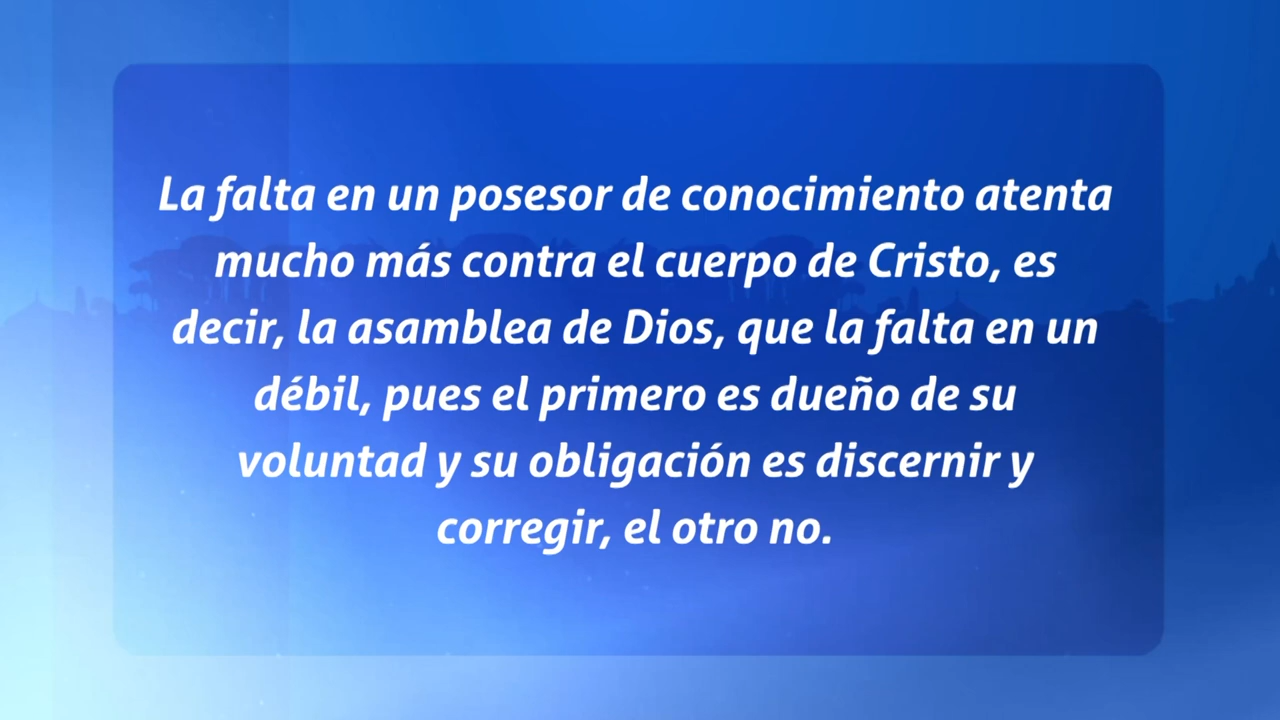 La falta en un posesor de conocimiento atenta
mucho más contra el cuerpo de Cristo, es
decir, la asamblea de Dios, que la falta en un
débil, pues el primero es dueño de su
voluntad y su obligación es discernir y
corregir, el otro no.